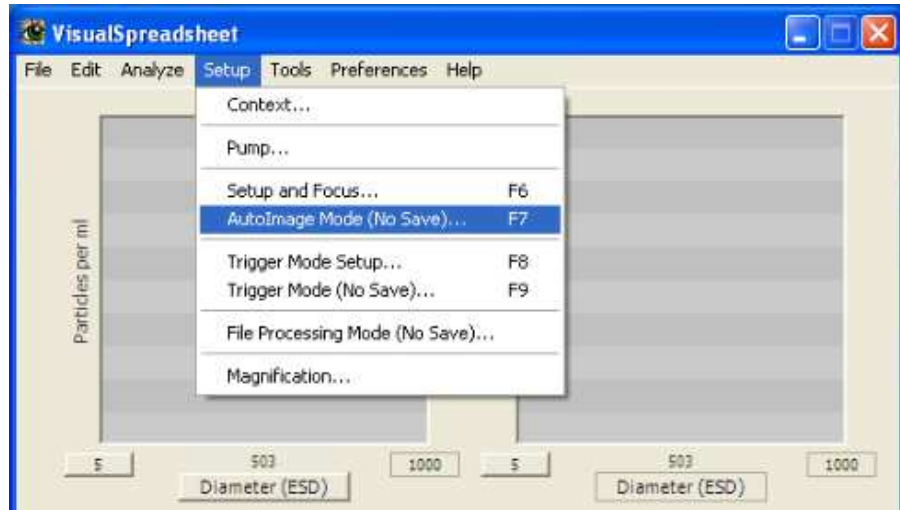 VisualSpreadsheet
File Edit Analyze Setup Tools Preferences Help
Context...
Pump...
Setup and Focus... F6
AutoImage Mode (No Save)... F7
Trigger Mode Setup... F8
Trigger Mode (No Save)... F9
File Processing Mode (No Save)...
Magnification...
Particles per ml
5 503 1000 5 503 1000
Diameter (ESD) Diameter (ESD)